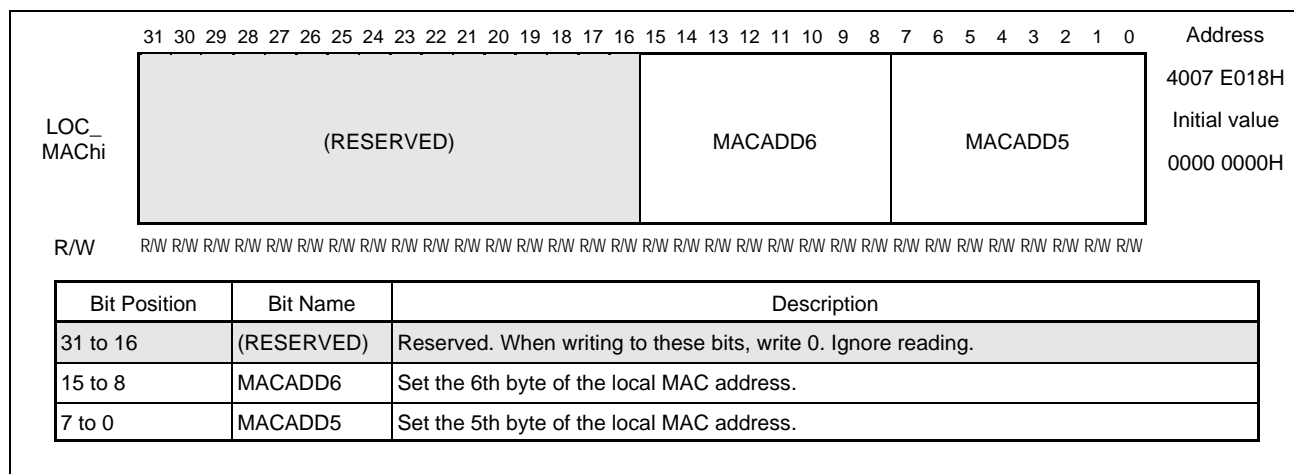 31 30 29 28 27 26 25 24 23 22 21 20 19 18 17 16 15 14 13 12 11 10 9 8 7 6 5 4 3 2 1 0 Address
4007 E018H
LOC_
MAChi
(RESERVED) MACADD6 MACADD5
Initial value
0000 0000H
R/W R/W R/W R/W R/W R/W R/W R/W R/W R/W R/W R/W R/W R/W R/W R/W R/W R/W R/W R/W R/W R/W R/W R/W R/W R/W R/W R/W R/W R/W R/W R/W R/W
Bit Position Bit Name Description
31 to 16 (RESERVED) Reserved. When writing to these bits, write 0. Ignore reading.
15 to 8 MACADD6 Set the 6th byte of the local MAC address.
7 to 0 MACADD5 Set the 5th byte of the local MAC address.